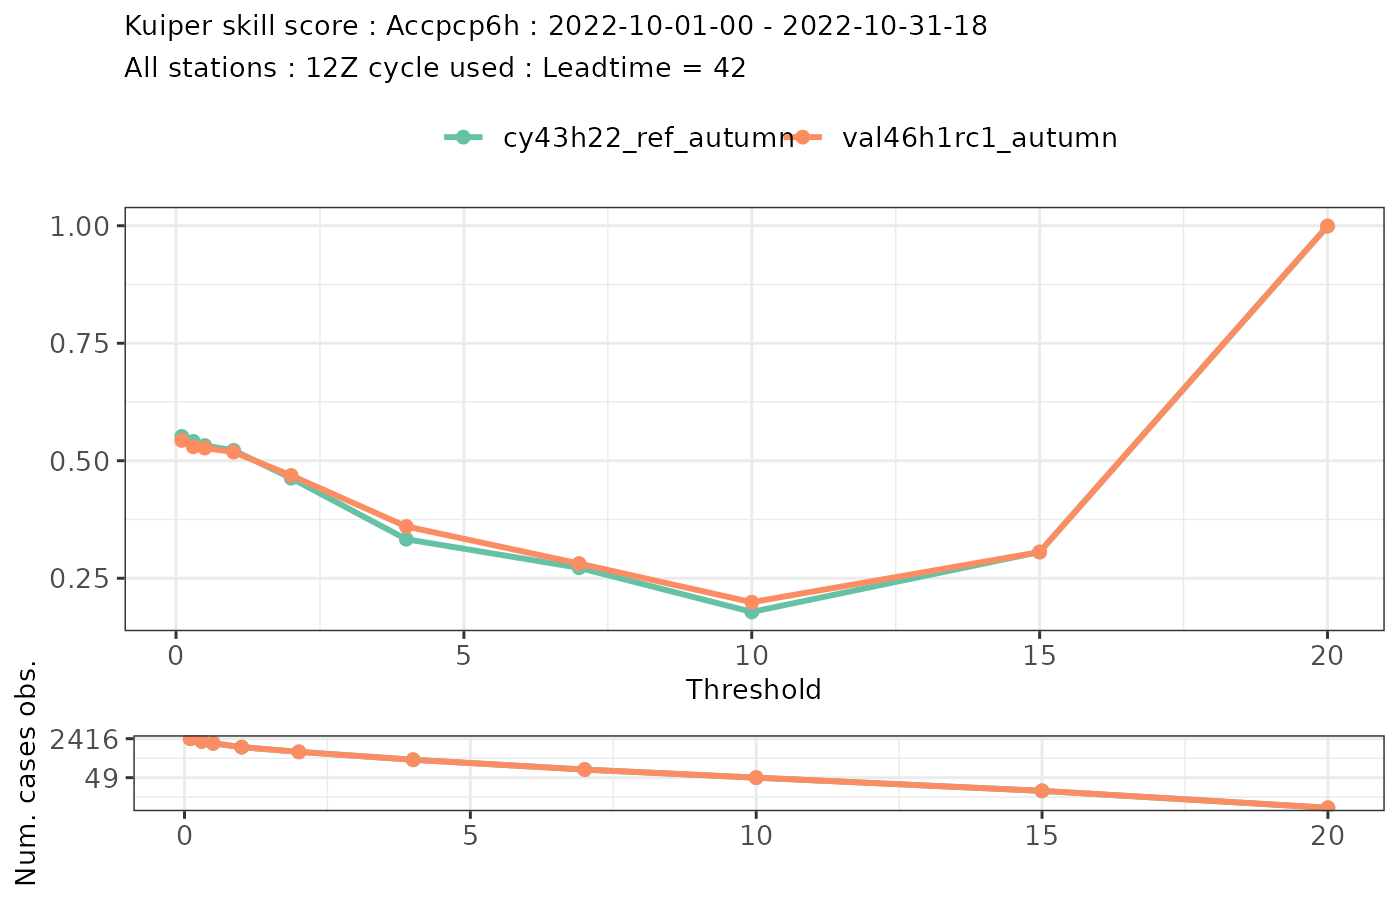 Kuiper skill score : Accpcp6h : 2022-10-01-00 - 2022-10-31-18
All stations : 12Z cycle used : Leadtime = 42
cy43h22_ref_autumn val46h1rc1_autumn
1.00
0.75
0.50
0.25
0 5 10 15 20
Threshold
Num. cases obs.
2416
49
0 5 10 15 20